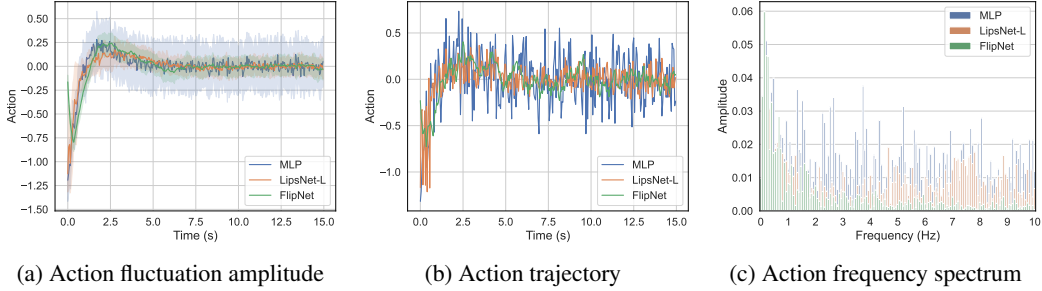 0.50
0.25
0.00
−0.25
−0.50
−0.75
−1.00
−1.25
−1.50
Action
0.0 2.5 5.0 7.5 10.0 12.5 15.0
Time (s)
MLP
LipsNet-L
FlipNet
(a) Action fluctuation amplitude
0.5
0.0
−0.5
−1.0
Action
0.0 2.5 5.0 7.5 10.0 12.5 15.0
Time (s)
MLP
LipsNet-L
FlipNet
(b) Action trajectory
0.06
0.05
0.04
0.03
0.02
0.01
0.00
Amplitude
0 1 2 3 4 5 6 7 8 9 10
Frequency (Hz)
MLP
LipsNet-L
FlipNet
(c) Action frequency spectrum